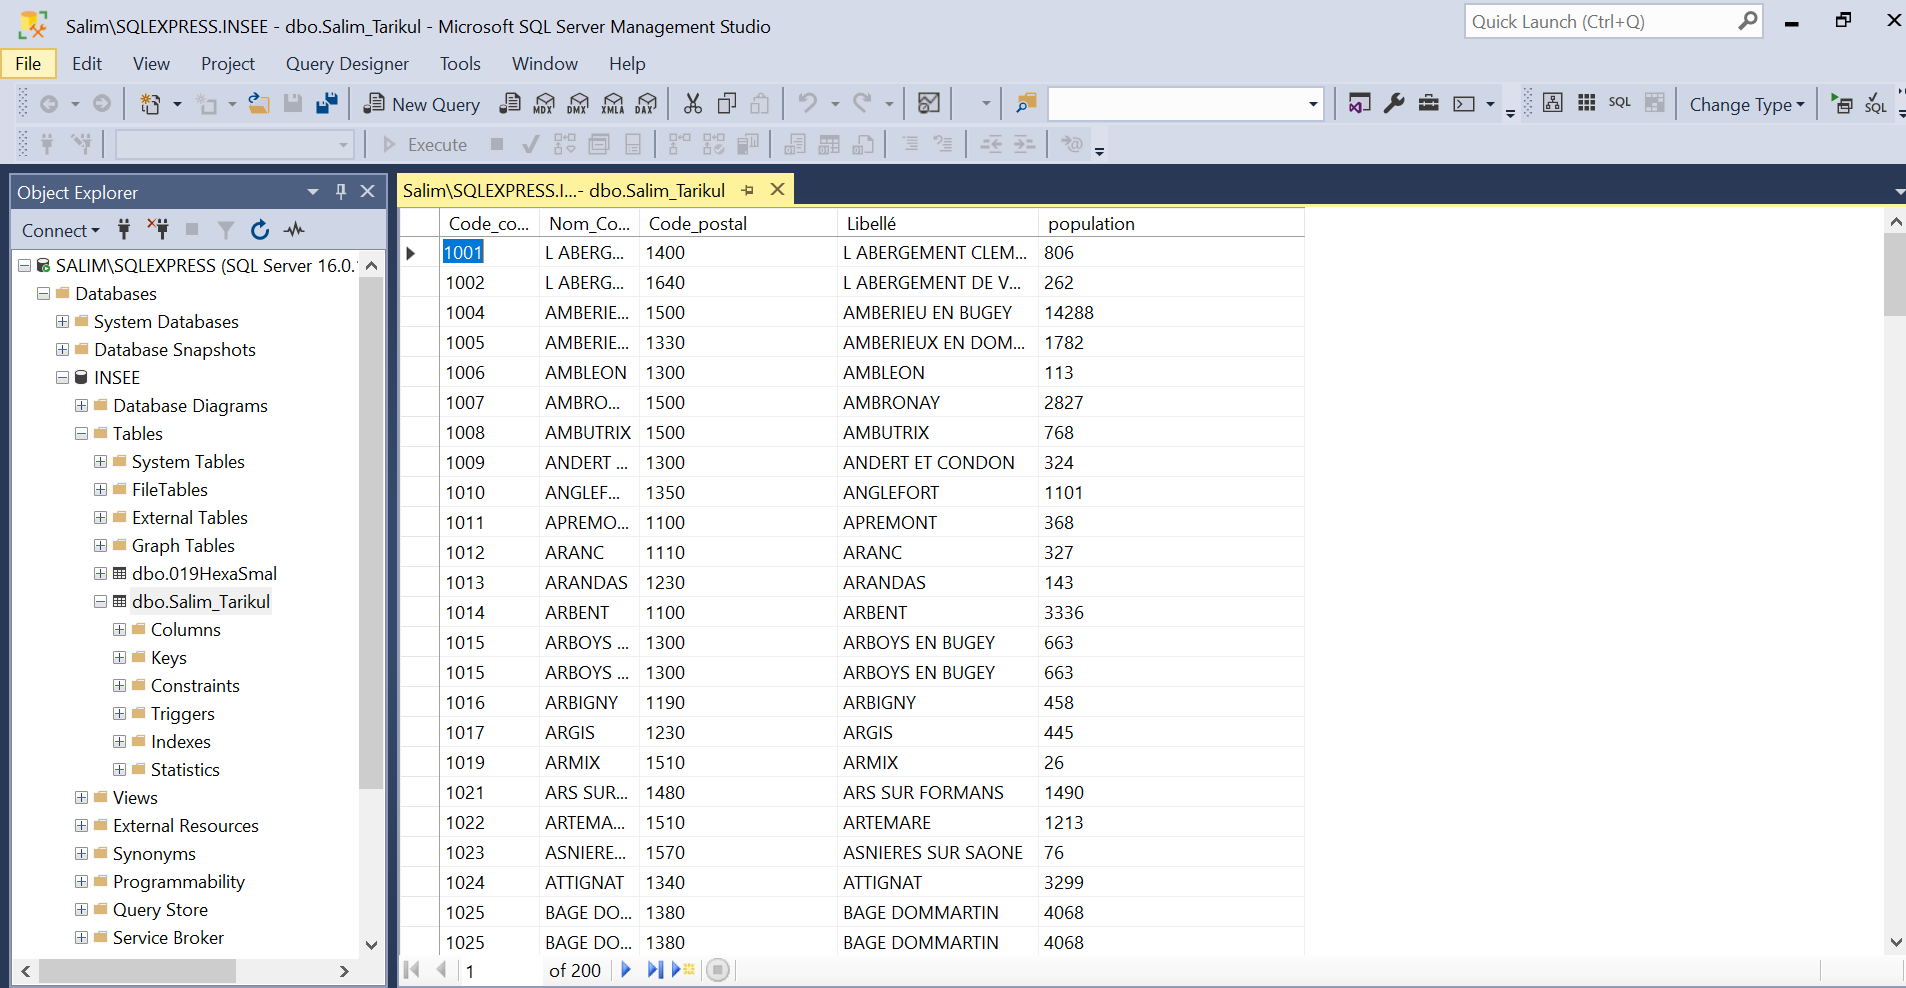 Salim\SQLEXPRESS.INSEE - dbo.Salim_Tarikul - Microsoft SQL Server Management Studio
Quick Launch (Ctrl+Q)
File Edit View Project Query Designer Tools Window Help
New Query MDX DMX XMLA DAX SQL Change Type SQL
Execute
Object Explorer
Connect
SALIM\SQLEXPRESS (SQL Server 16.0.
Databases
System Databases
Database Snapshots
INSEE
Database Diagrams
Tables
System Tables
FileTables
External Tables
Graph Tables
dbo.019HexaSmal
dbo.Salim_Tarikul
Columns
Keys
Constraints
Triggers
Indexes
Statistics
Views
External Resources
Synonyms
Programmability
Query Store
Service Broker
Salim\SQLEXPRESS.I...- dbo.Salim_Tarikul
Code_co... Nom_Co... Code_postal Libellé population
1001 L ABERG... 1400 L ABERGEMENT CLEM... 806
1002 L ABERG... 1640 L ABERGEMENT DE V... 262
1004 AMBERIE... 1500 AMBERIEU EN BUGEY 14288
1005 AMBERIE... 1330 AMBERIEUX EN DOM... 1782
1006 AMBLEON 1300 AMBLEON 113
1007 AMBRO... 1500 AMBRONAY 2827
1008 AMBUTRIX 1500 AMBUTRIX 768
1009 ANDERT ... 1300 ANDERT ET CONDON 324
1010 ANGLEF... 1350 ANGLEFORT 1101
1011 APREMO... 1100 APREMONT 368
1012 ARANC 1110 ARANC 327
1013 ARANDAS 1230 ARANDAS 143
1014 ARBENT 1100 ARBENT 3336
1015 ARBOYS ... 1300 ARBOYS EN BUGEY 663
1015 ARBOYS ... 1300 ARBOYS EN BUGEY 663
1016 ARBIGNY 1190 ARBIGNY 458
1017 ARGIS 1230 ARGIS 445
1019 ARMIX 1510 ARMIX 26
1021 ARS SUR... 1480 ARS SUR FORMANS 1490
1022 ARTEMA... 1510 ARTEMARE 1213
1023 ASNIERE... 1570 ASNIERES SUR SAONE 76
1024 ATTIGNAT 1340 ATTIGNAT 3299
1025 BAGE DO... 1380 BAGE DOMMARTIN 4068
1025 BAGE DO... 1380 BAGE DOMMARTIN 4068
1 of 200